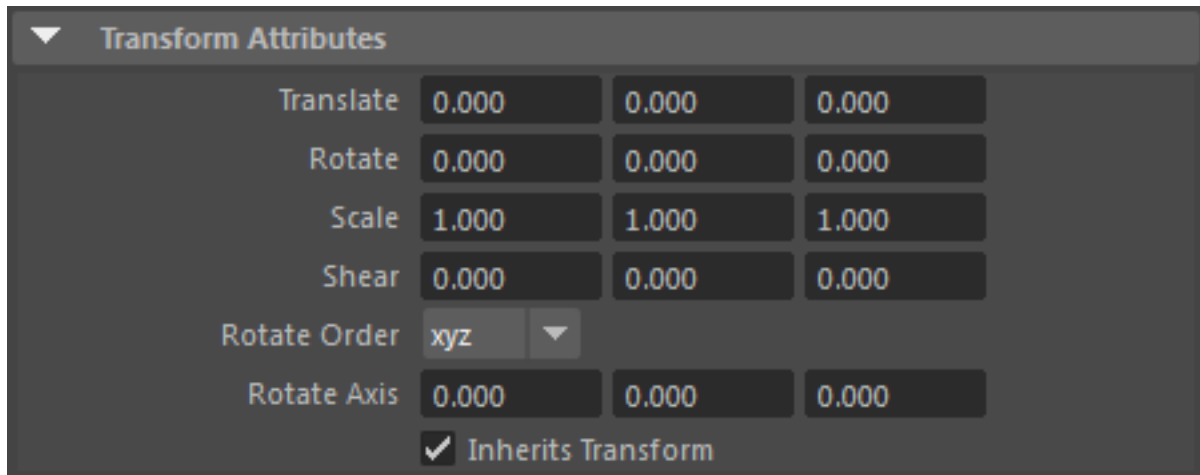 Transform Attributes
Translate 0.000 0.000 0.000
Rotate 0.000 0.000 0.000
Scale 1.000 1.000 1.000
Shear 0.000 0.000 0.000
Rotate Order xyz
Rotate Axis 0.000 0.000 0.000
Inherits Transform